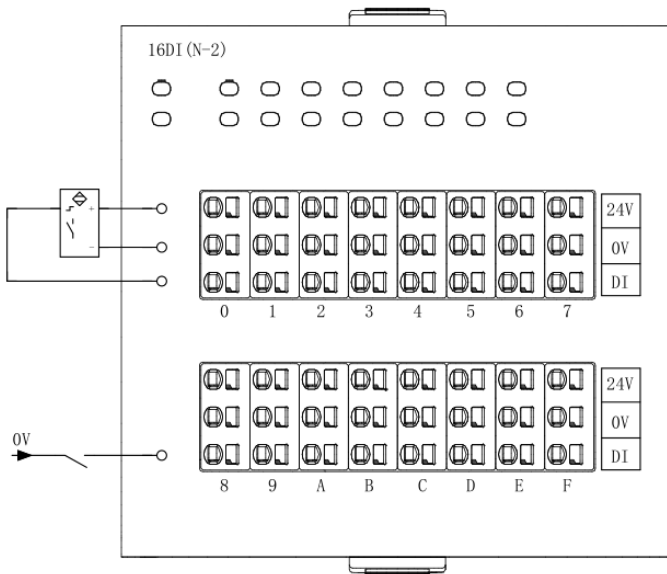 16DI(N-2)
+
-
24V
0V
DI
0 1 2 3 4 5 6 7
24V
0V
0V
DI
8 9 A B C D E F